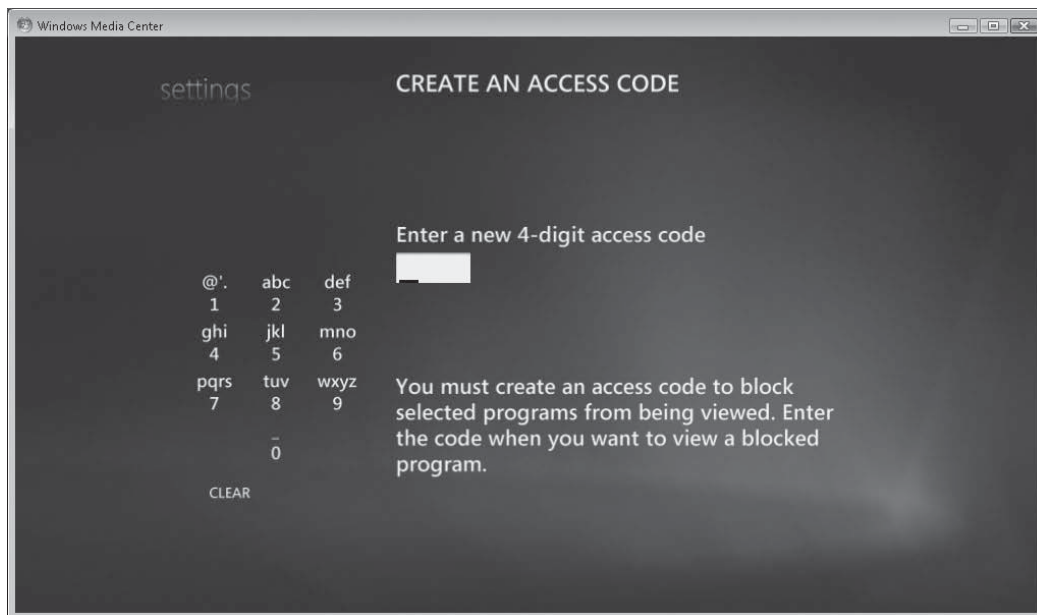 Windows Media Center
settings
CREATE AN ACCESS CODE
Enter a new 4-digit access code
@'. abc def
1 2 3
ghi jkl mno
4 5 6
pqrs tuv wxyz
7 8 9
_
0
CLEAR
You must create an access code to block
selected programs from being viewed. Enter
the code when you want to view a blocked
program.